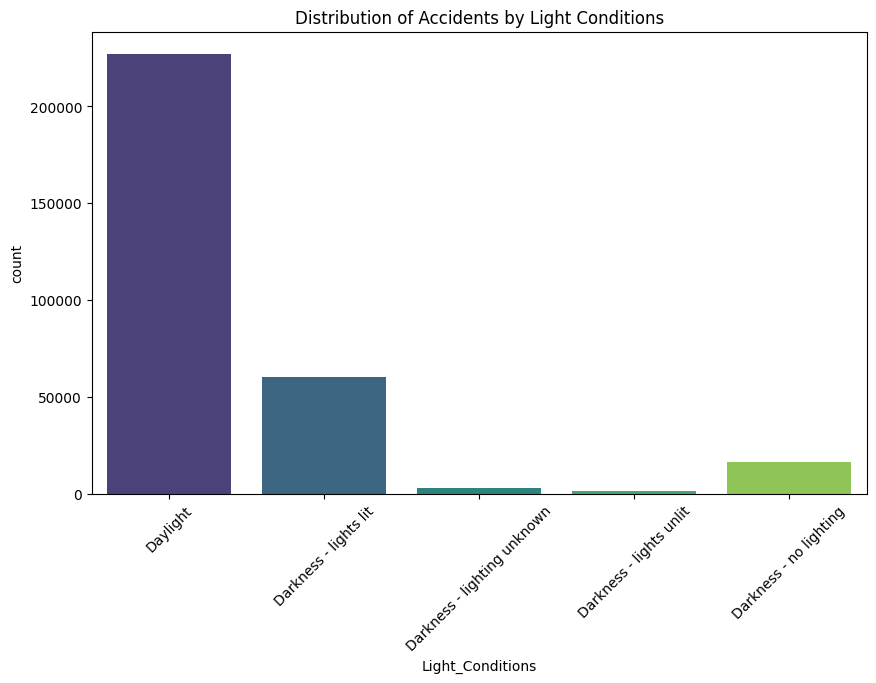 Distribution of Accidents by Light Conditions
count
200000
150000
100000
50000
0
Daylight
Darkness - lights lit
Darkness - lighting unknown
Darkness - lights unlit
Darkness - no lighting
Light_Conditions